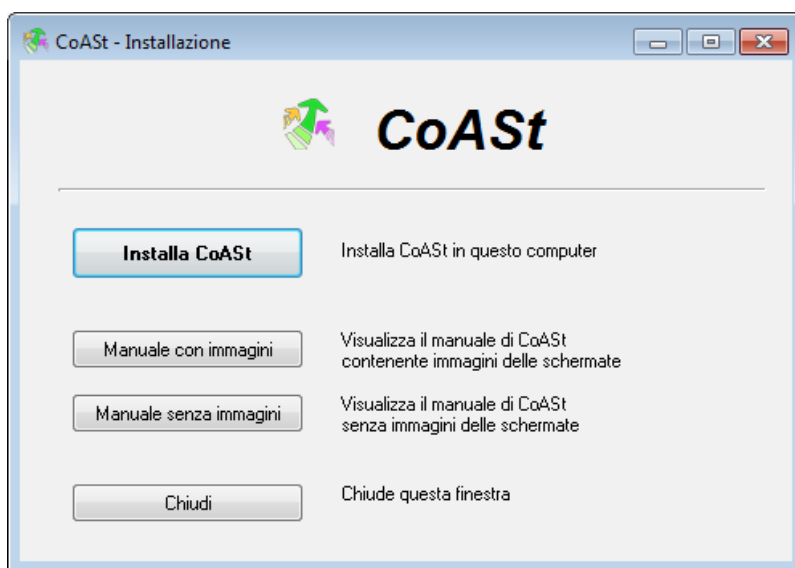 CoASt - Installazione
CoASt
Installa CoASt
Installa CoASt in questo computer
Manuale con immagini
Visualizza il manuale di CoASt
contenente immagini delle schermate
Manuale senza immagini
Visualizza il manuale di CoASt
senza immagini delle schermate
Chiudi
Chiude questa finestra